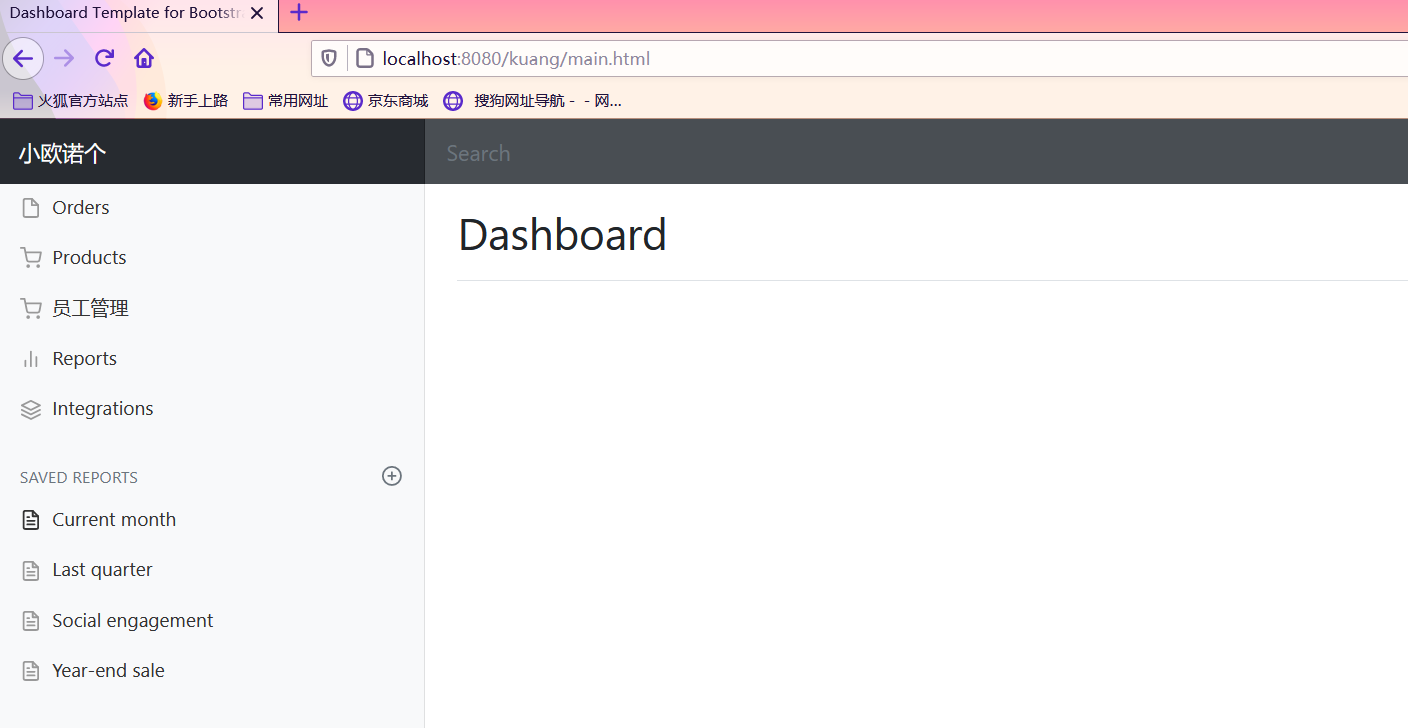 Dashboard Template for Bootstr
localhost:8080/kuang/main.html
火狐官方站点 新手上路 常用网址 京东商城 搜狗网址导航 - - 网...
小欧诺个 Search
Orders
Products
员工管理
Reports
Integrations
SAVED REPORTS
Current month
Last quarter
Social engagement
Year-end sale
Dashboard